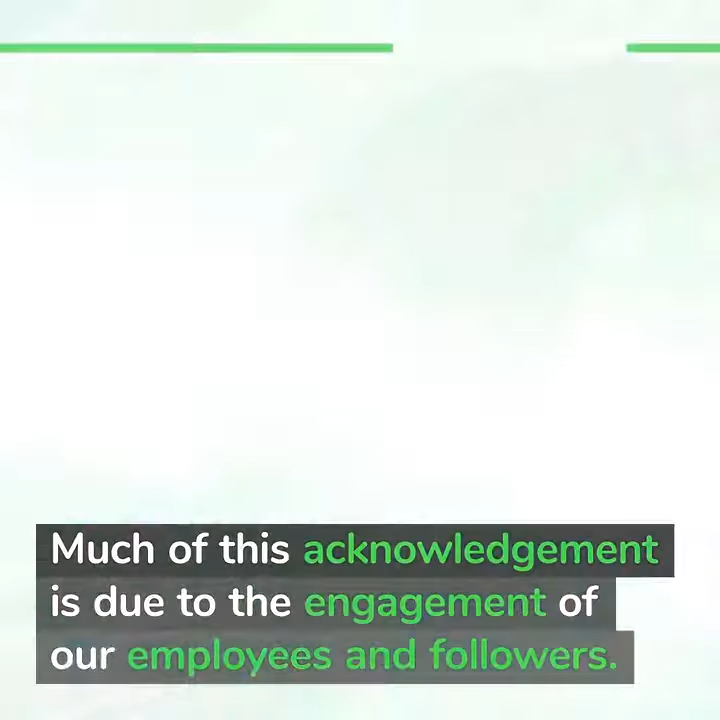 Much of this acknowledgement
is due to the engagement of
our employees and followers.